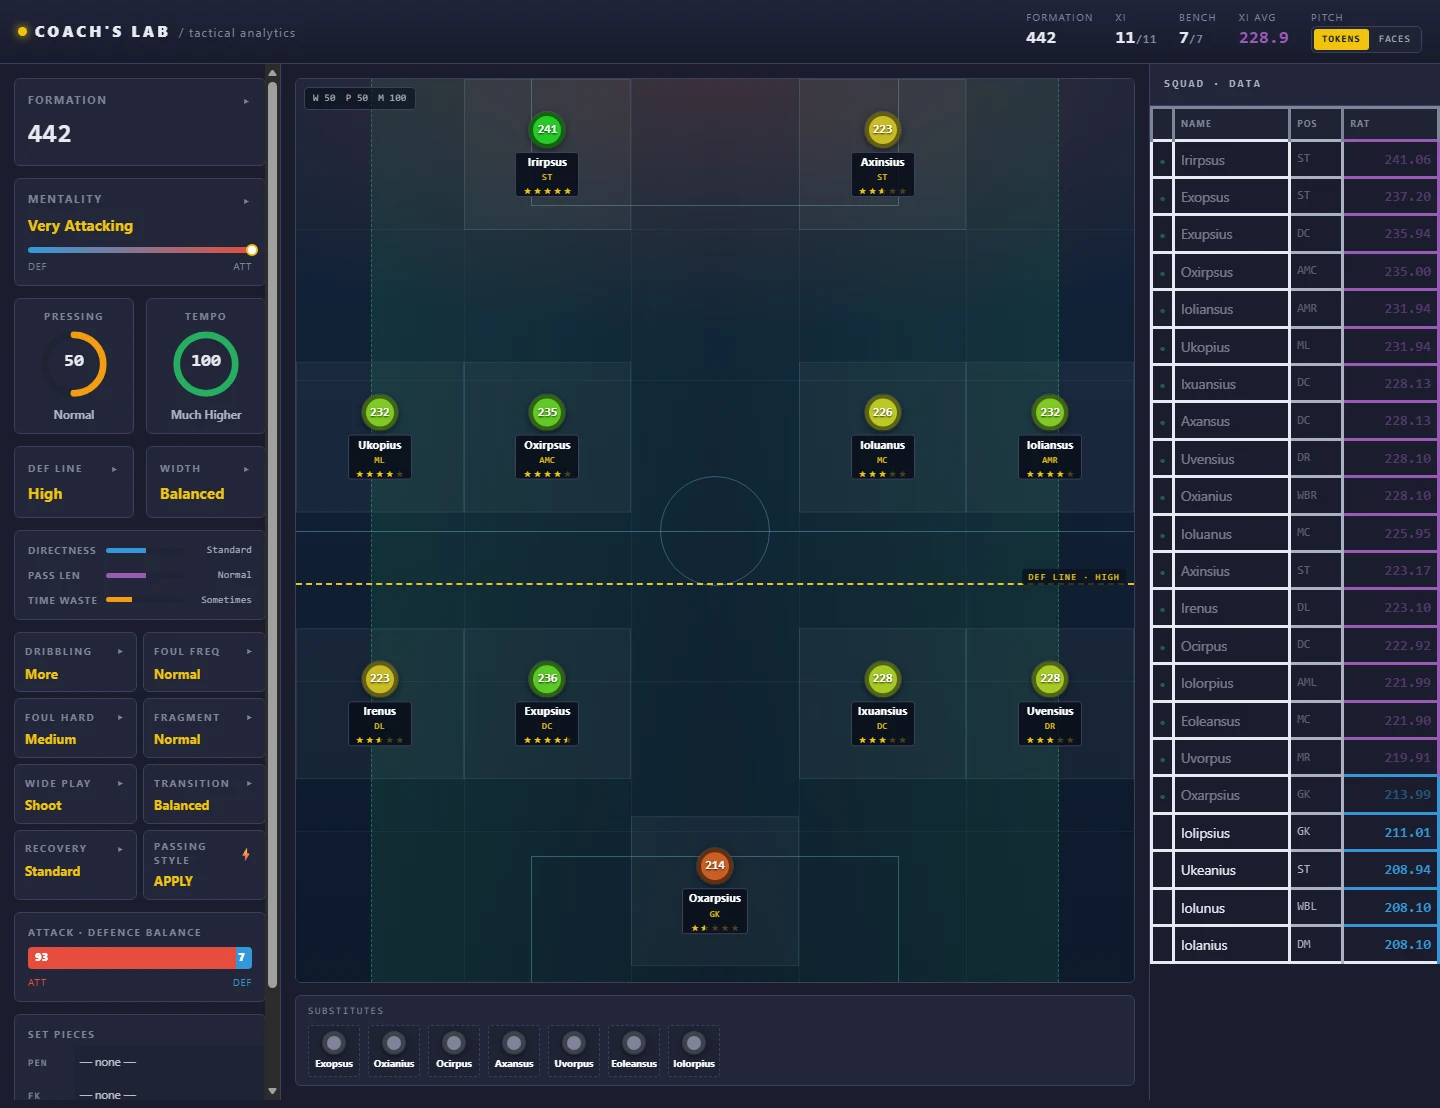 COACH'S LAB / tactical analytics
FORMATION
442
XI
11/11
BENCH
7/7
XI AVG
228.9
PITCH
TOKENS FACES
FORMATION
442
MENTALITY
Very Attacking
DEF ATT
PRESSING
50
Normal
TEMPO
100
Much Higher
DEF LINE
High
WIDTH
Balanced
DIRECTNESS Standard
PASS LEN Normal
TIME WASTE Sometimes
DRIBBLING
More
FOUL FREQ
Normal
FOUL HARD
Medium
FRAGMENT
Normal
WIDE PLAY
Shoot
TRANSITION
Balanced
RECOVERY
Standard
PASSING
STYLE
APPLY
ATTACK · DEFENCE BALANCE
93 7
ATT DEF
SET PIECES
PEN — none —
FK — none —
W 50 P 50 M 100
241
Irirpsus
ST
223
Axinsius
ST
232
Ukopius
ML
235
Oxirpsus
AMC
226
Ioluanus
MC
232
Ioliansus
AMR
DEF LINE · HIGH
223
Irenus
DL
236
Exupsius
DC
228
Ixuansius
DC
228
Uvensius
DR
214
Oxarpsius
GK
SUBSTITUTES
Exopsus Oxianius Ocirpus Axansus Uvorpus Eoleansus Iolorpius
SQUAD · DATA
NAME POS RAT
Irirpsus ST 241.06
Exopsus ST 237.20
Exupsius DC 235.94
Oxirpsus AMC 235.00
Ioliansus AMR 231.94
Ukopius ML 231.94
Ixuansius DC 228.13
Axansus DC 228.13
Uvensius DR 228.10
Oxianius WBR 228.10
Ioluanus MC 225.95
Axinsius ST 223.17
Irenus DL 223.10
Ocirpus DC 222.92
Iolorpius AML 221.99
Eoleansus MC 221.90
Uvorpus MR 219.91
Oxarpsius GK 213.99
Iolipsius GK 211.01
Ukeanius ST 208.94
Iolunus WBL 208.10
Iolanius DM 208.10